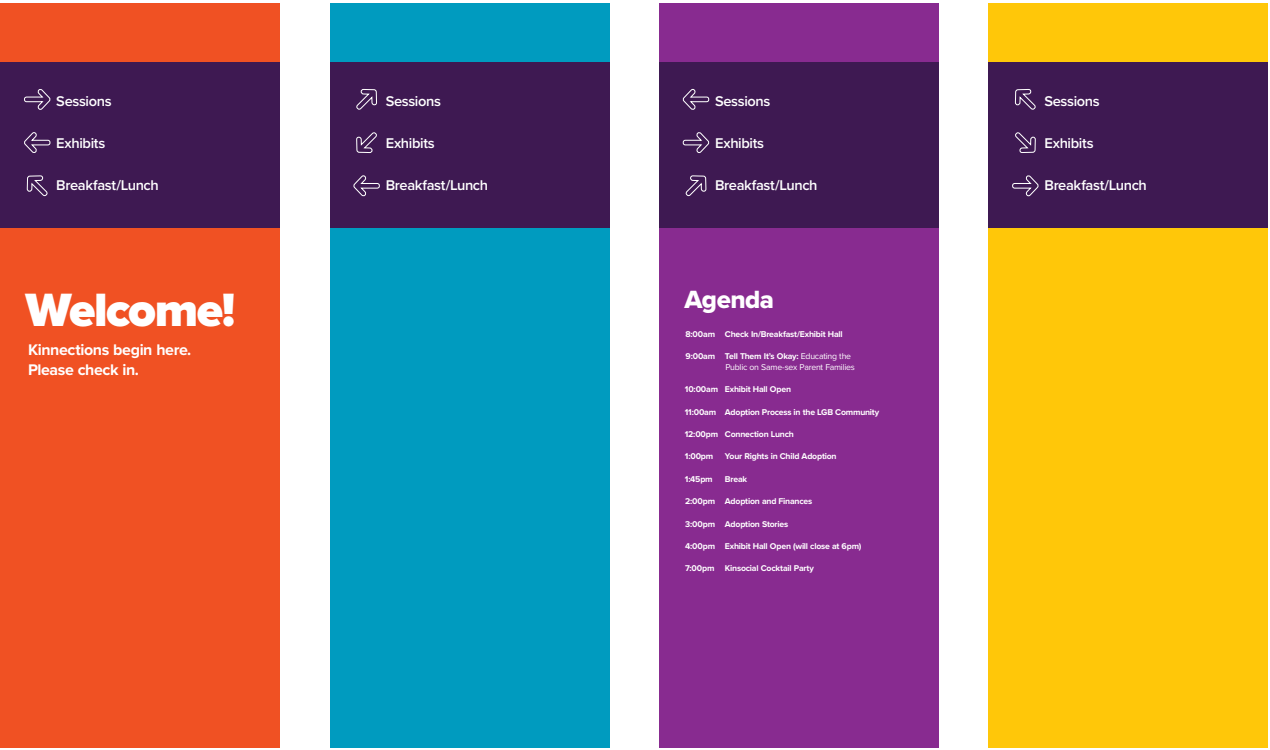 Sessions
Exhibits
Breakfast/Lunch
Welcome!
Kinnections begin here.
Please check in.
Sessions
Exhibits
Breakfast/Lunch
Sessions
Exhibits
Breakfast/Lunch
Agenda
8:00am Check In/Breakfast/Exhibit Hall
9:00am Tell Them It's Okay: Educating the
Public on Same-sex Parent Families
10:00am Exhibit Hall Open
11:00am Adoption Process in the LGB Community
12:00pm Connection Lunch
1:00pm Your Rights in Child Adoption
1:45pm Break
2:00pm Adoption and Finances
3:00pm Adoption Stories
4:00pm Exhibit Hall Open (will close at 6pm)
7:00pm Kinsocial Cocktail Party
Sessions
Exhibits
Breakfast/Lunch